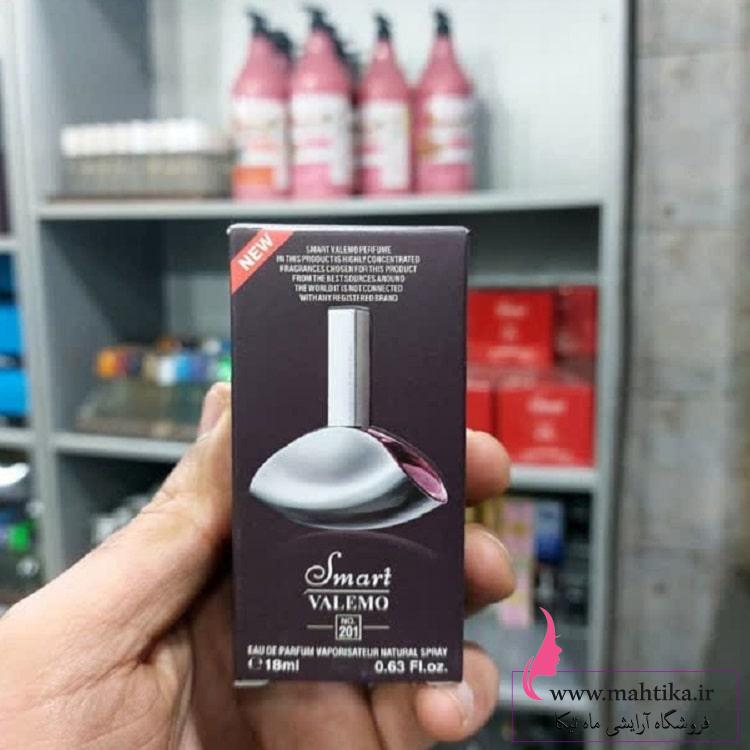 NEW
SMART VALEMO PERFUME
IN THIS PRODUCT IS HIGHLY CONCENTRATED
FRAGRANCES CHOSEN FOR THIS PRODUCT
FROM THE BEST SOURCES AROUND
THE WORLD IT IS NOT CONNECTED
WITH ANY REGISTERED BRAND
Smart
VALEMO
NO.
201
EAU DE PARFUM VAPORISATEUR NATURAL SPRAY
℮18ml 0.63 Fl.oz.
Smart
www.mahtika.ir
فروشگاه آرایشی ماه تیکا